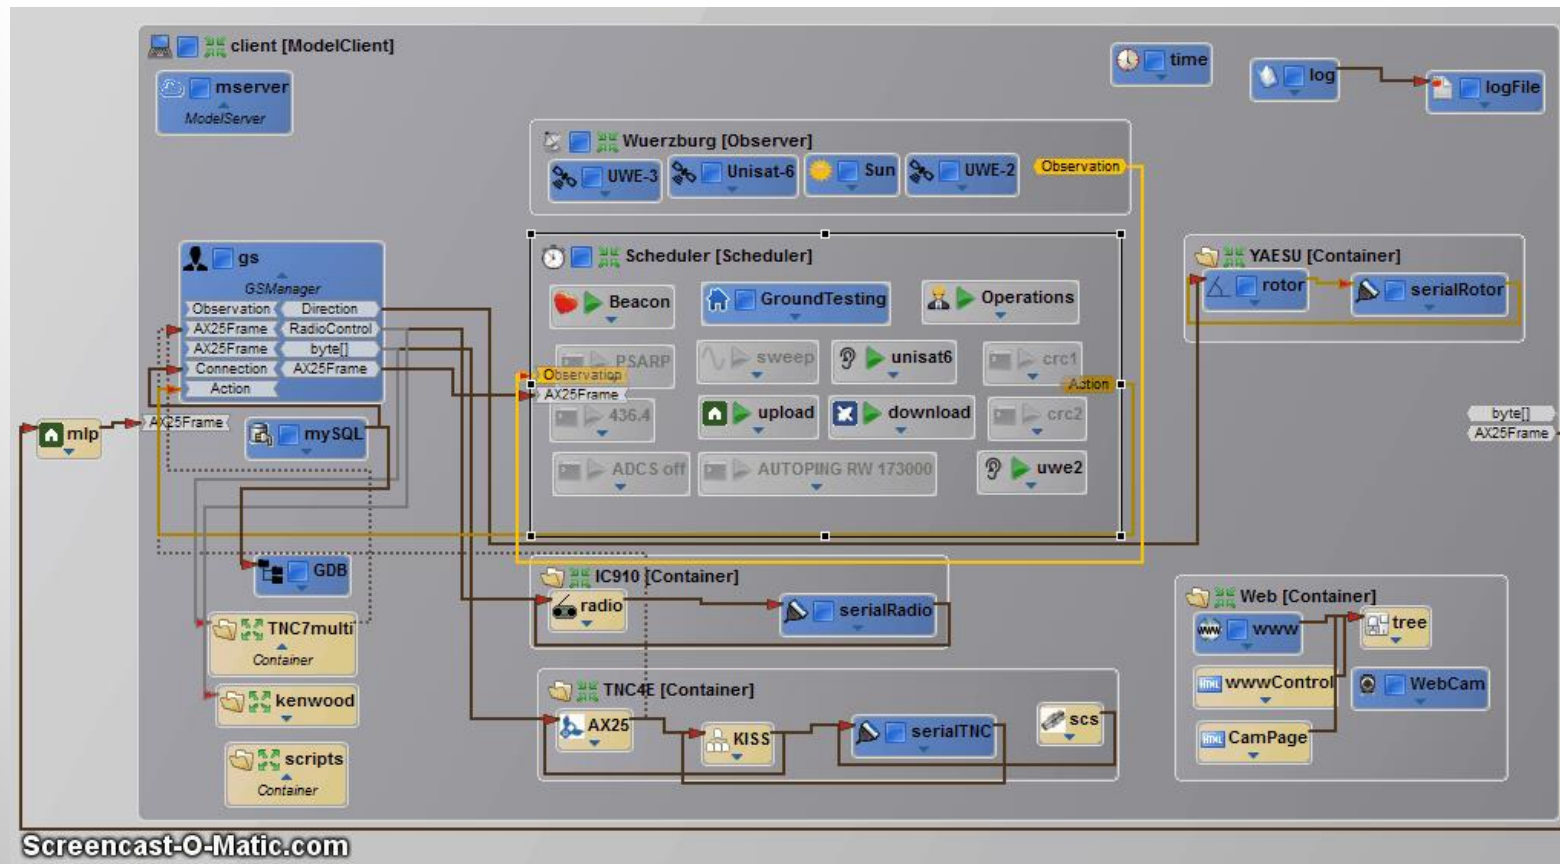 client [ModelClient]
mserver
ModelServer
time
log
logFile
Wuerzburg [Observer]
UWE-3
Unisat-6
Sun
UWE-2
Observation
gs
GSManager
Observation
Direction
AX25Frame
RadioControl
AX25Frame
byte[]
Connection
AX25Frame
Action
Scheduler [Scheduler]
Beacon
GroundTesting
Operations
PSARP
sweep
unisat6
crc1
Observation
Action
AX25Frame
436.4
upload
download
crc2
ADCS off
AUTOPING RW 173000
uwe2
YAESU [Container]
rotor
serialRotor
mlp
AX25Frame
mySQL
byte[]
AX25Frame
GDB
TNC7multi
Container
kenwood
scripts
Container
IC910 [Container]
radio
serialRadio
TNC4E [Container]
AX25
KISS
serialTNC
scs
Web [Container]
www
www
tree
HTML
wwwControl
WebCam
HTML
CamPage
Screencast-O-Matic.com